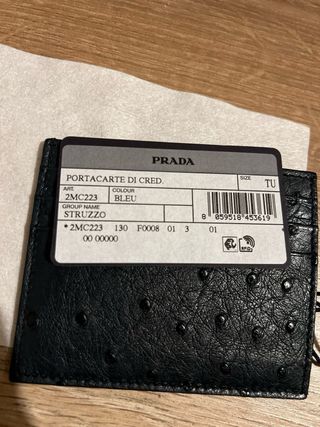 PRADA
PORTACARTE DI CRED.
SIZE TU
ART. COLOUR
2MC223 BLEU
GROUP NAME
STRUZZO
8 059518 453619
*2MC223 130 F0008 01 3 01
00 00000
RFID